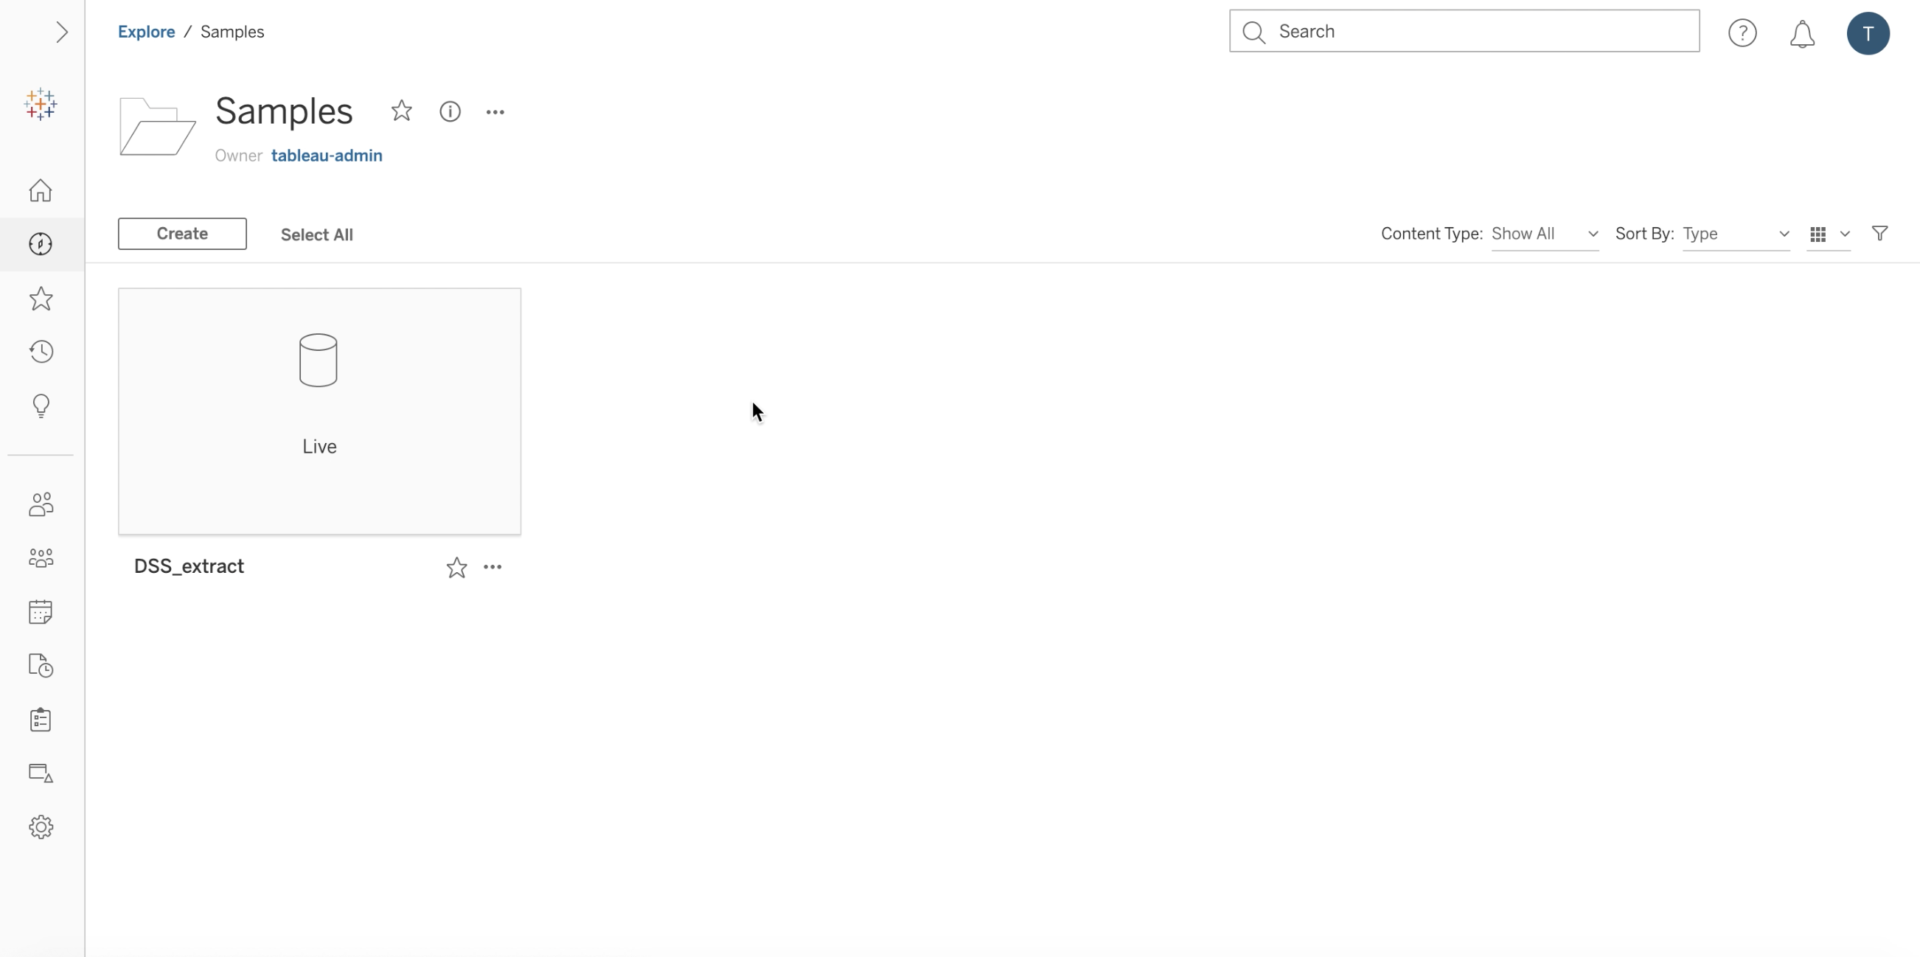 Explore / Samples
Search
?
T
Samples
Owner tableau-admin
Create
Select All
Content Type: Show All
Sort By: Type
Live
DSS_extract